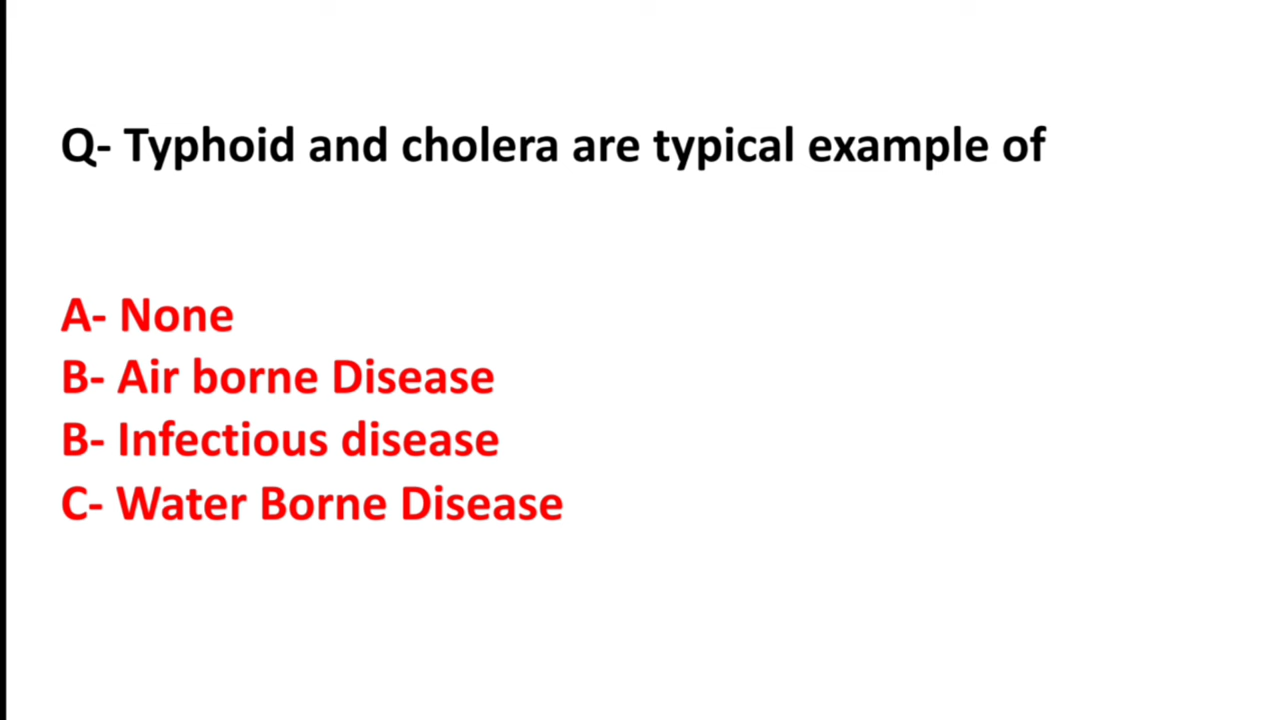 Q- Typhoid and cholera are typical example of
A- None
B- Air borne Disease
B- Infectious disease
C- Water Borne Disease